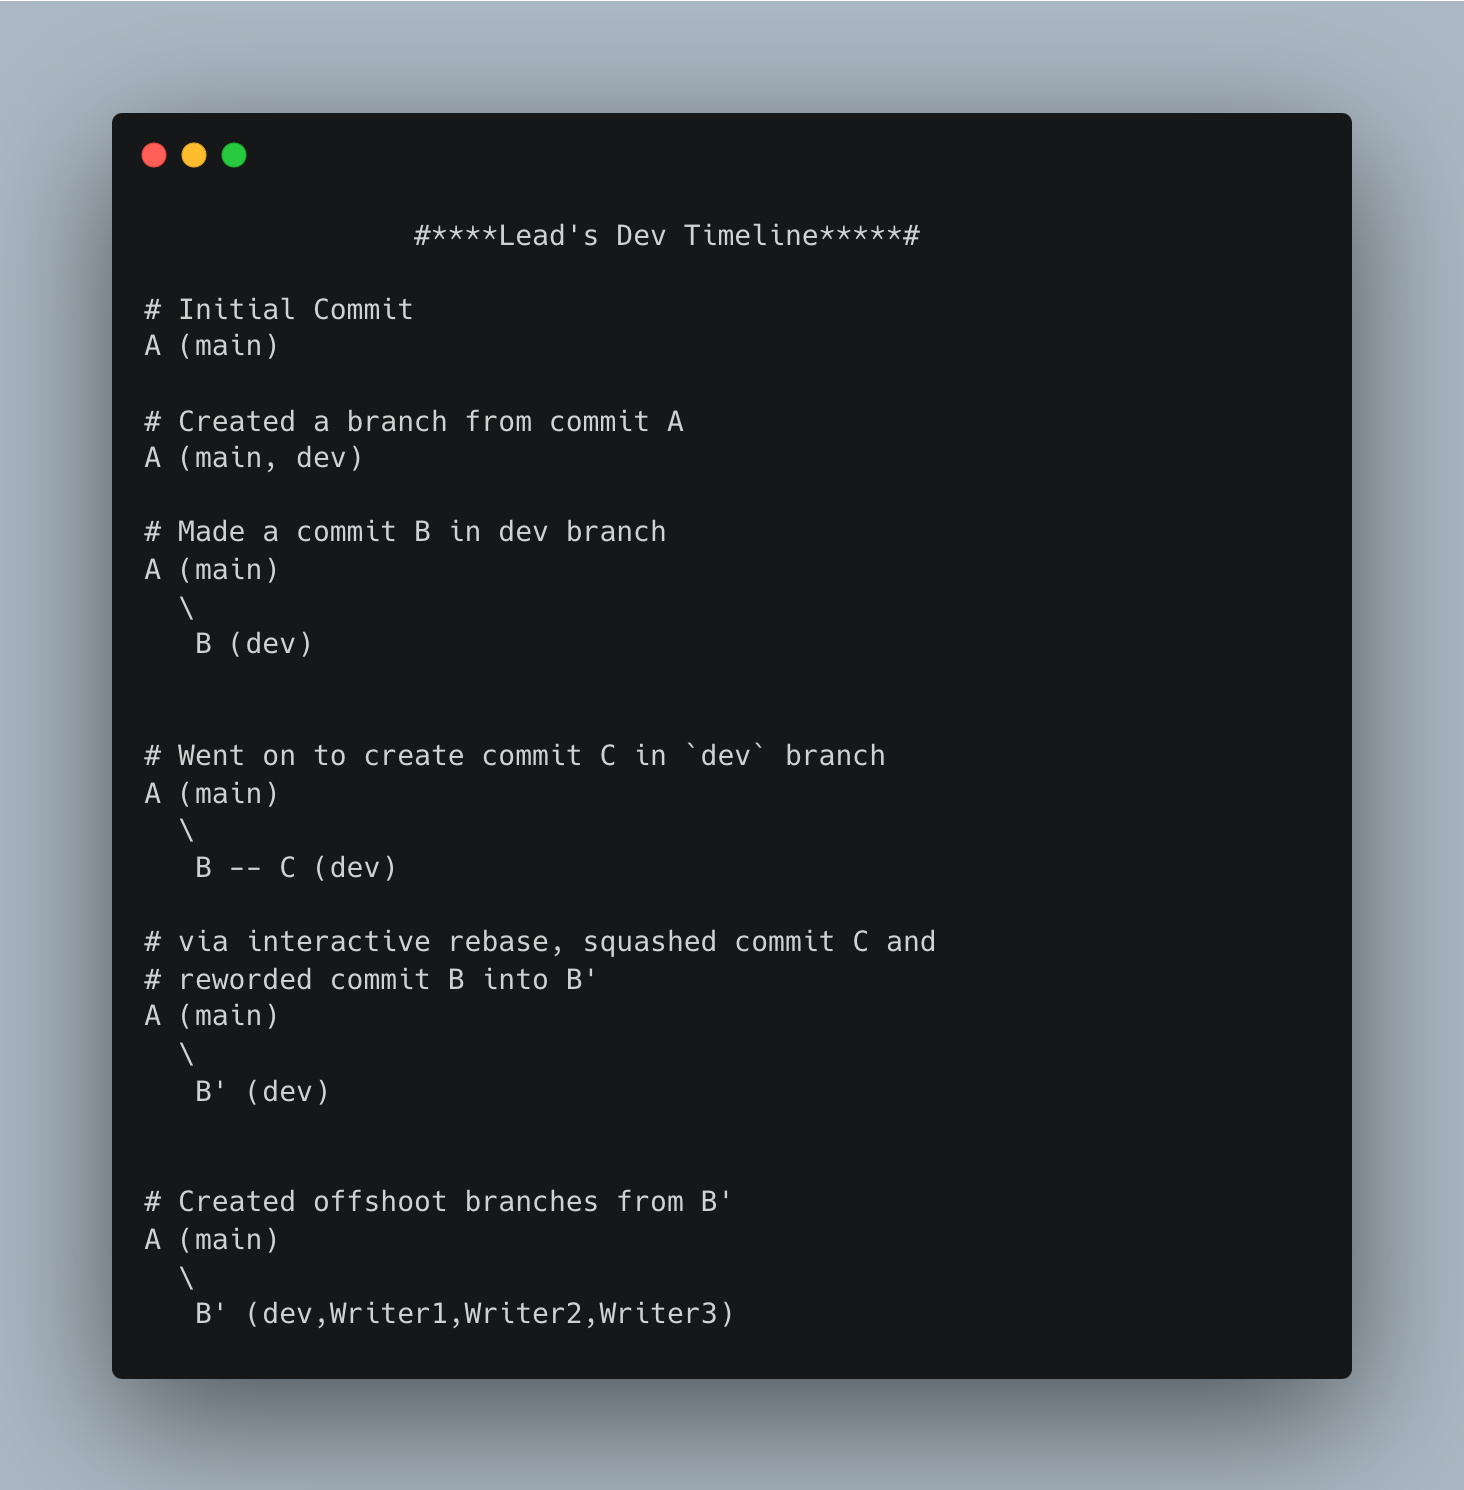 #****Lead's Dev Timeline*****#
# Initial Commit
A (main)
# Created a branch from commit A
A (main, dev)
# Made a commit B in dev branch
A (main)
  \
   B (dev)
# Went on to create commit C in `dev` branch
A (main)
  \
   B -- C (dev)
# via interactive rebase, squashed commit C and
# reworded commit B into B'
A (main)
  \
   B' (dev)
# Created offshoot branches from B'
A (main)
  \
   B' (dev,Writer1,Writer2,Writer3)